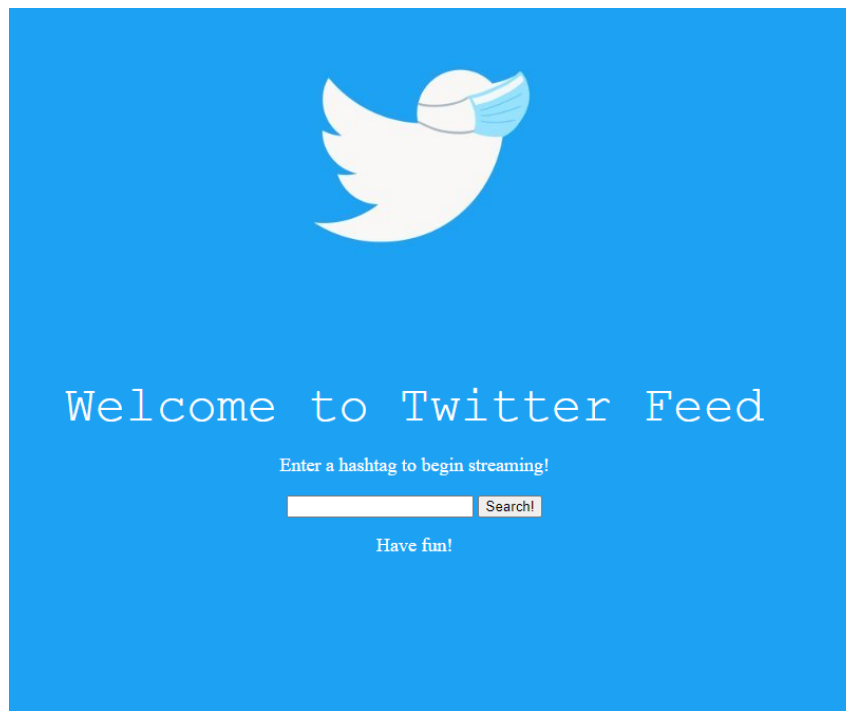 Welcome to Twitter Feed
Enter a hashtag to begin streaming!
Search!
Have fun!